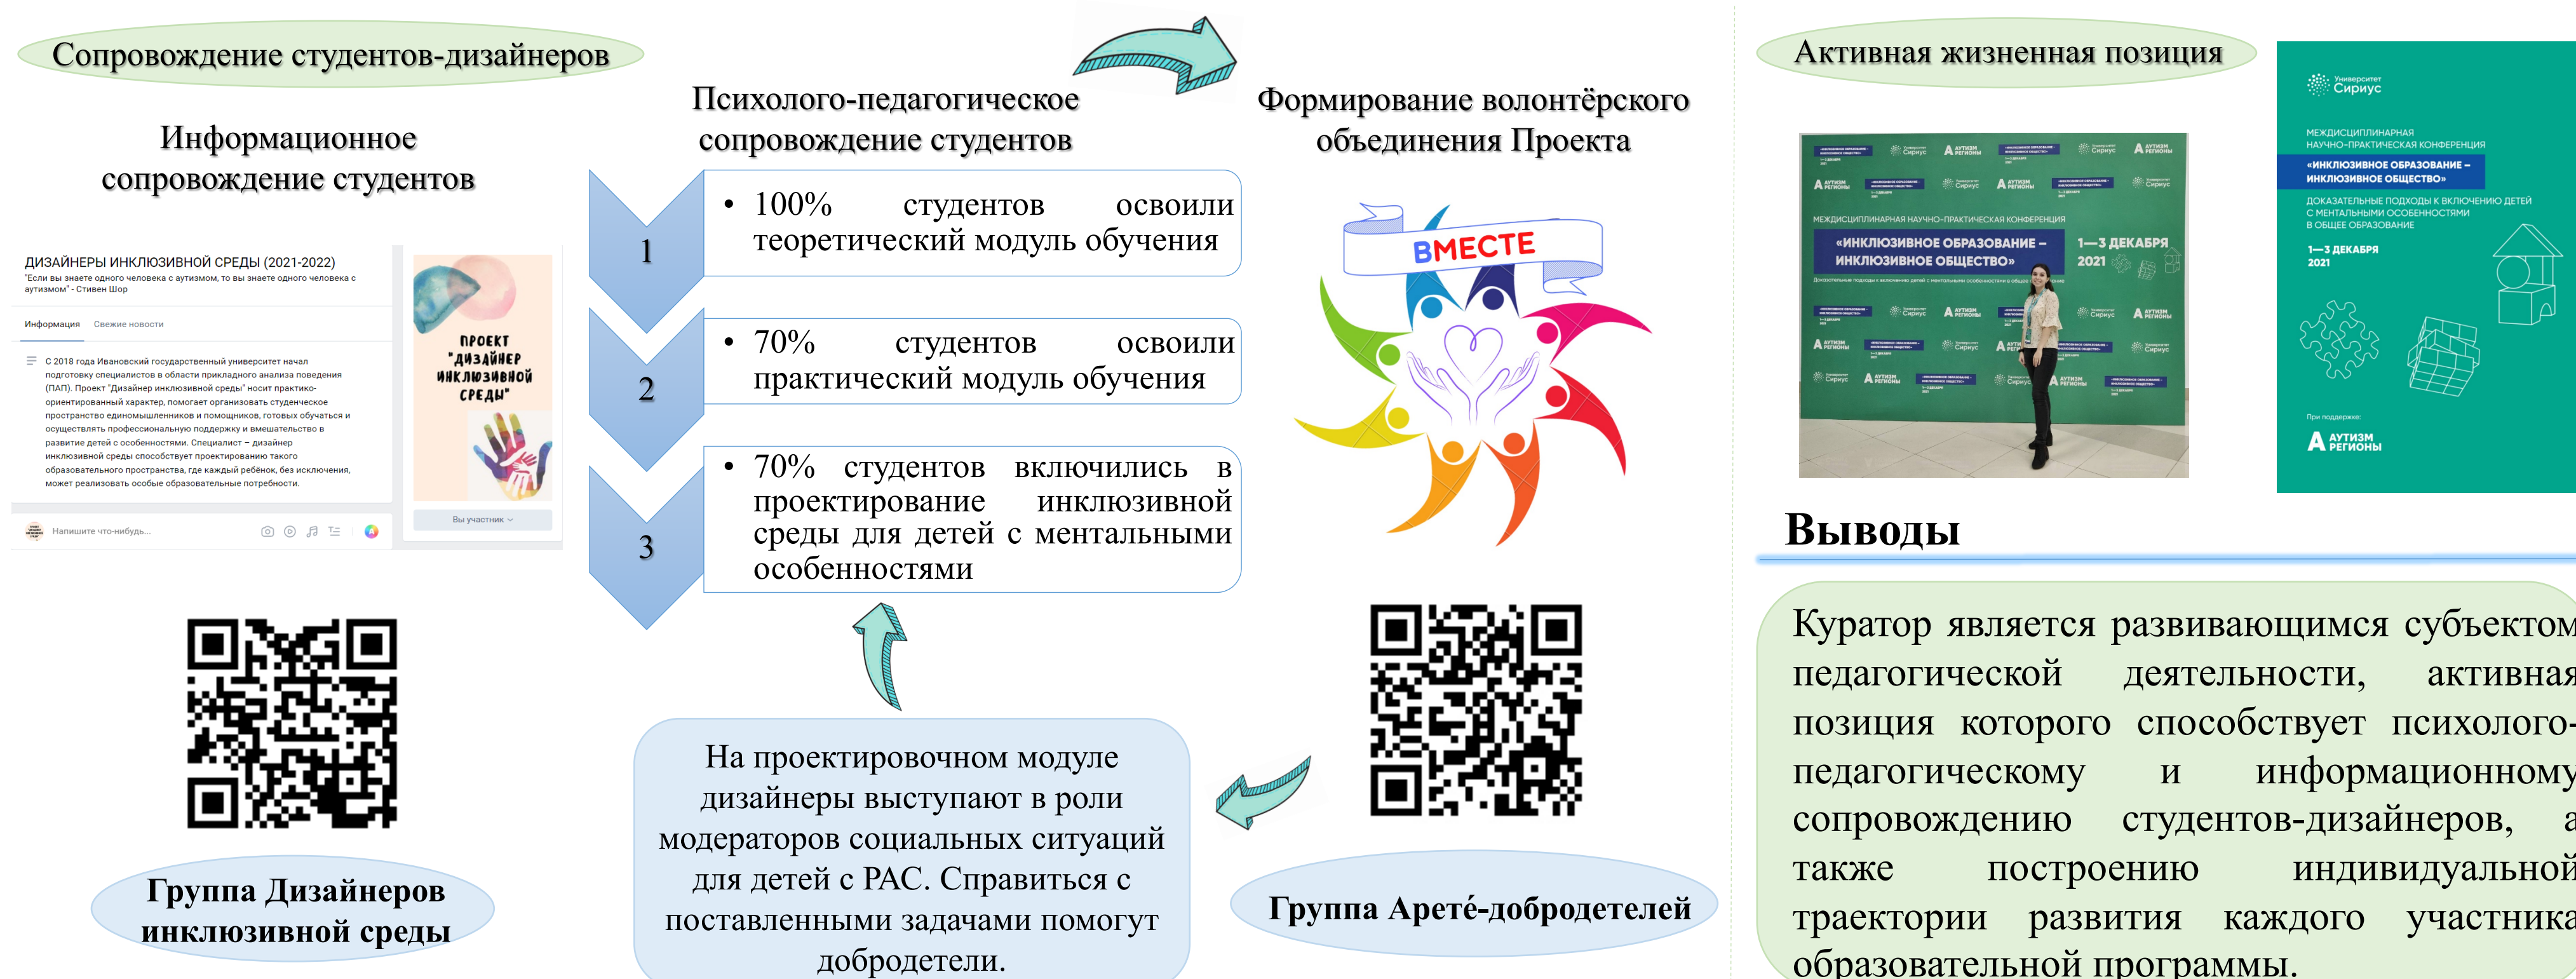 Сопровождение студентов-дизайнеров
Информационное
сопровождение студентов
ДИЗАЙНЕРЫ ИНКЛЮЗИВНОЙ СРЕДЫ (2021-2022)
"Если вы знаете одного человека с аутизмом, то вы знаете одного человека с
аутизмом" - Стивен Шор
Информация Свежие новости
С 2018 года Ивановский государственный университет начал
подготовку специалистов в области прикладного анализа поведения
(ПАП). Проект "Дизайнер инклюзивной среды" носит практико-
ориентированный характер, помогает организовать студенческое
пространство единомышленников и помощников, готовых обучаться и
осуществлять профессиональную поддержку и вмешательство в
развитие детей с особенностями. Специалист – дизайнер
инклюзивной среды способствует проектированию такого
образовательного пространства, где каждый ребёнок, без исключения,
может реализовать особые образовательные потребности.
Напишите что-нибудь...
ПРОЕКТ
"ДИЗАЙНЕР
ИНКЛЮЗИВНОЙ
СРЕДЫ"
Вы участник
Группа Дизайнеров
инклюзивной среды
Психолого-педагогическое
сопровождение студентов
1
• 100% студентов освоили
теоретический модуль обучения
2
• 70% студентов освоили
практический модуль обучения
3
• 70% студентов включились в
проектирование инклюзивной
среды для детей с ментальными
особенностями
На проектировочном модуле
дизайнеры выступают в роли
модераторов социальных ситуаций
для детей с РАС. Справиться с
поставленными задачами помогут
добродетели.
Формирование волонтёрского
объединения Проекта
ВМЕСТЕ
Группа Арете́-добродетелей
Активная жизненная позиция
МЕЖДИСЦИПЛИНАРНАЯ НАУЧНО-ПРАКТИЧЕСКАЯ КОНФЕРЕНЦИЯ
«ИНКЛЮЗИВНОЕ ОБРАЗОВАНИЕ –
ИНКЛЮЗИВНОЕ ОБЩЕСТВО»
1—3 ДЕКАБРЯ
2021
Университет
Сириус
МЕЖДИСЦИПЛИНАРНАЯ
НАУЧНО-ПРАКТИЧЕСКАЯ КОНФЕРЕНЦИЯ
«ИНКЛЮЗИВНОЕ ОБРАЗОВАНИЕ –
ИНКЛЮЗИВНОЕ ОБЩЕСТВО»
ДОКАЗАТЕЛЬНЫЕ ПОДХОДЫ К ВКЛЮЧЕНИЮ ДЕТЕЙ
С МЕНТАЛЬНЫМИ ОСОБЕННОСТЯМИ
В ОБЩЕЕ ОБРАЗОВАНИЕ
1—3 ДЕКАБРЯ
2021
При поддержке:
АУТИЗМ
РЕГИОНЫ
Выводы
Куратор является развивающимся субъектом
педагогической деятельности, активная
позиция которого способствует психолого-
педагогическому и информационному
сопровождению студентов-дизайнеров, а
также построению индивидуальной
траектории развития каждого участника
образовательной программы.